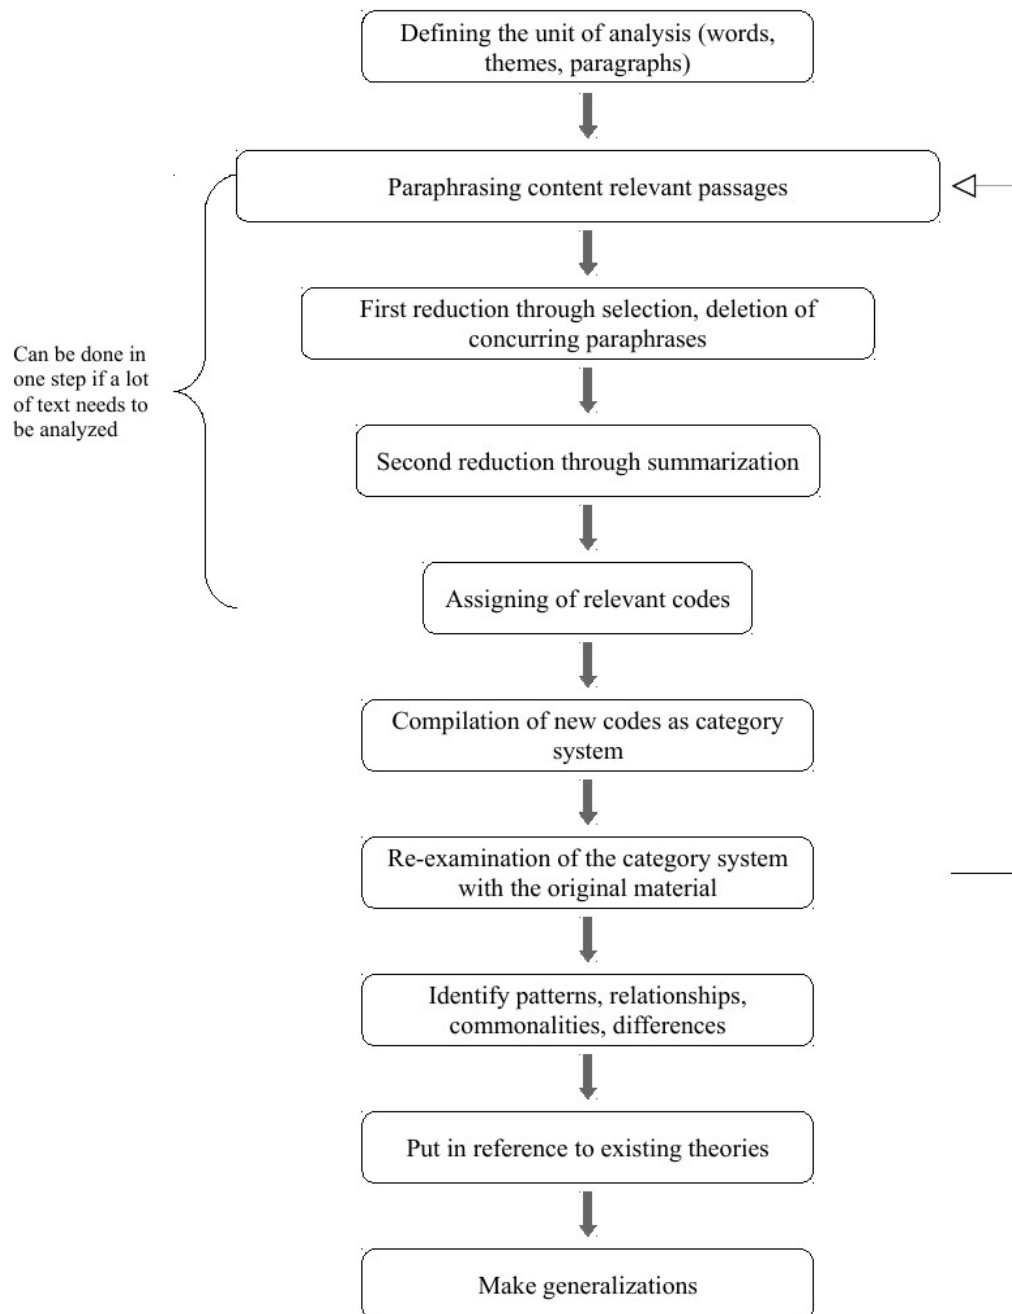 Defining the unit of analysis (words,
themes, paragraphs)
Paraphrasing content relevant passages
First reduction through selection, deletion of
concurring paraphrases
Can be done in
one step if a lot
of text needs to
be analyzed
Second reduction through summarization
Assigning of relevant codes
Compilation of new codes as category
system
Re-examination of the category system
with the original material
Identify patterns, relationships,
commonalities, differences
Put in reference to existing theories
Make generalizations